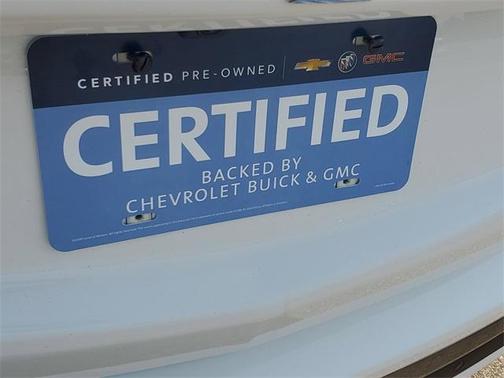 CERTIFIED PRE-OWNED GMC
CERTIFIED
BACKED BY
CHEVROLET BUICK & GMC